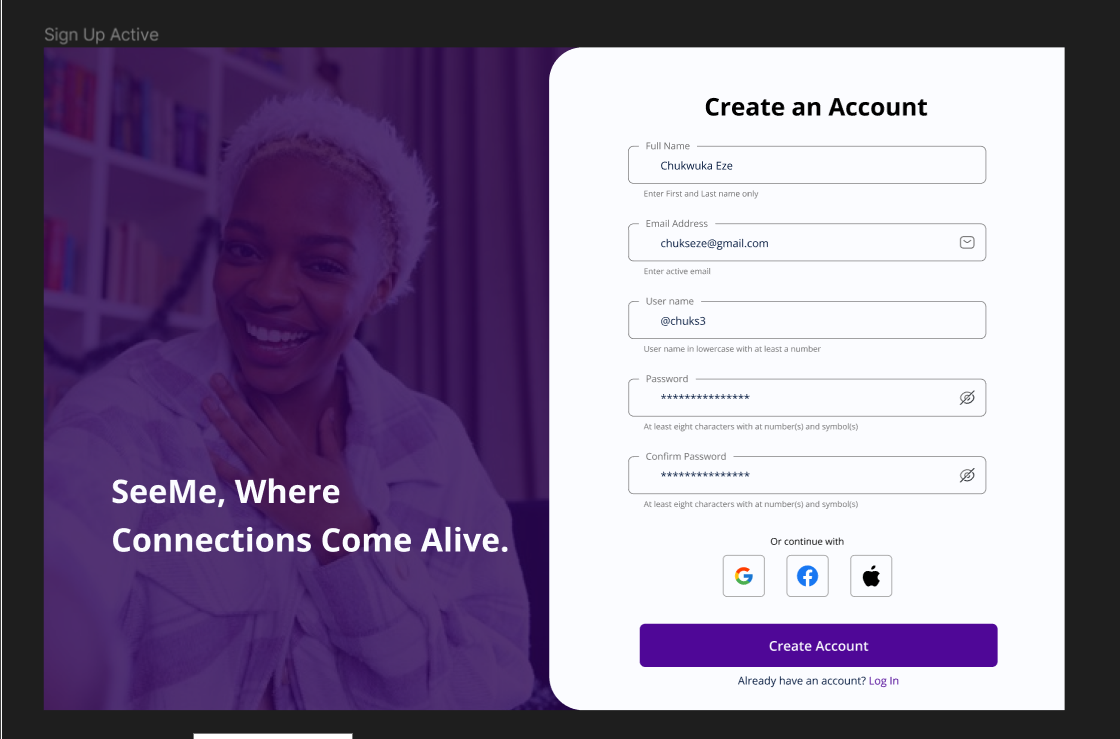 Sign Up Active
SeeMe, Where
Connections Come Alive.
Create an Account
Full Name
Chukwuka Eze
Enter First and Last name only
Email Address
chukseze@gmail.com
Enter active email
User name
@chuks3
User name in lowercase with at least a number
Password
***************
At least eight characters with at number(s) and symbol(s)
Confirm Password
***************
At least eight characters with at number(s) and symbol(s)
Or continue with
Create Account
Already have an account? Log In